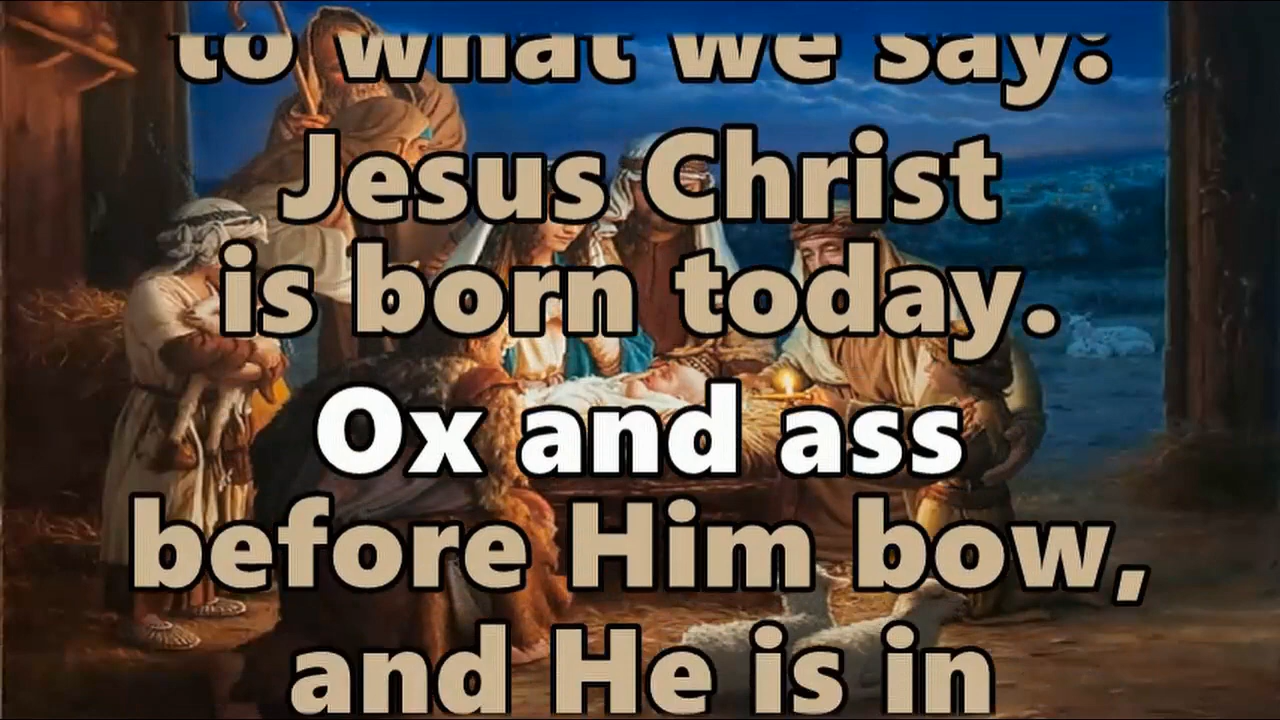 to what we say:
Jesus Christ
is born today.
Ox and ass
before Him bow,
and He is in